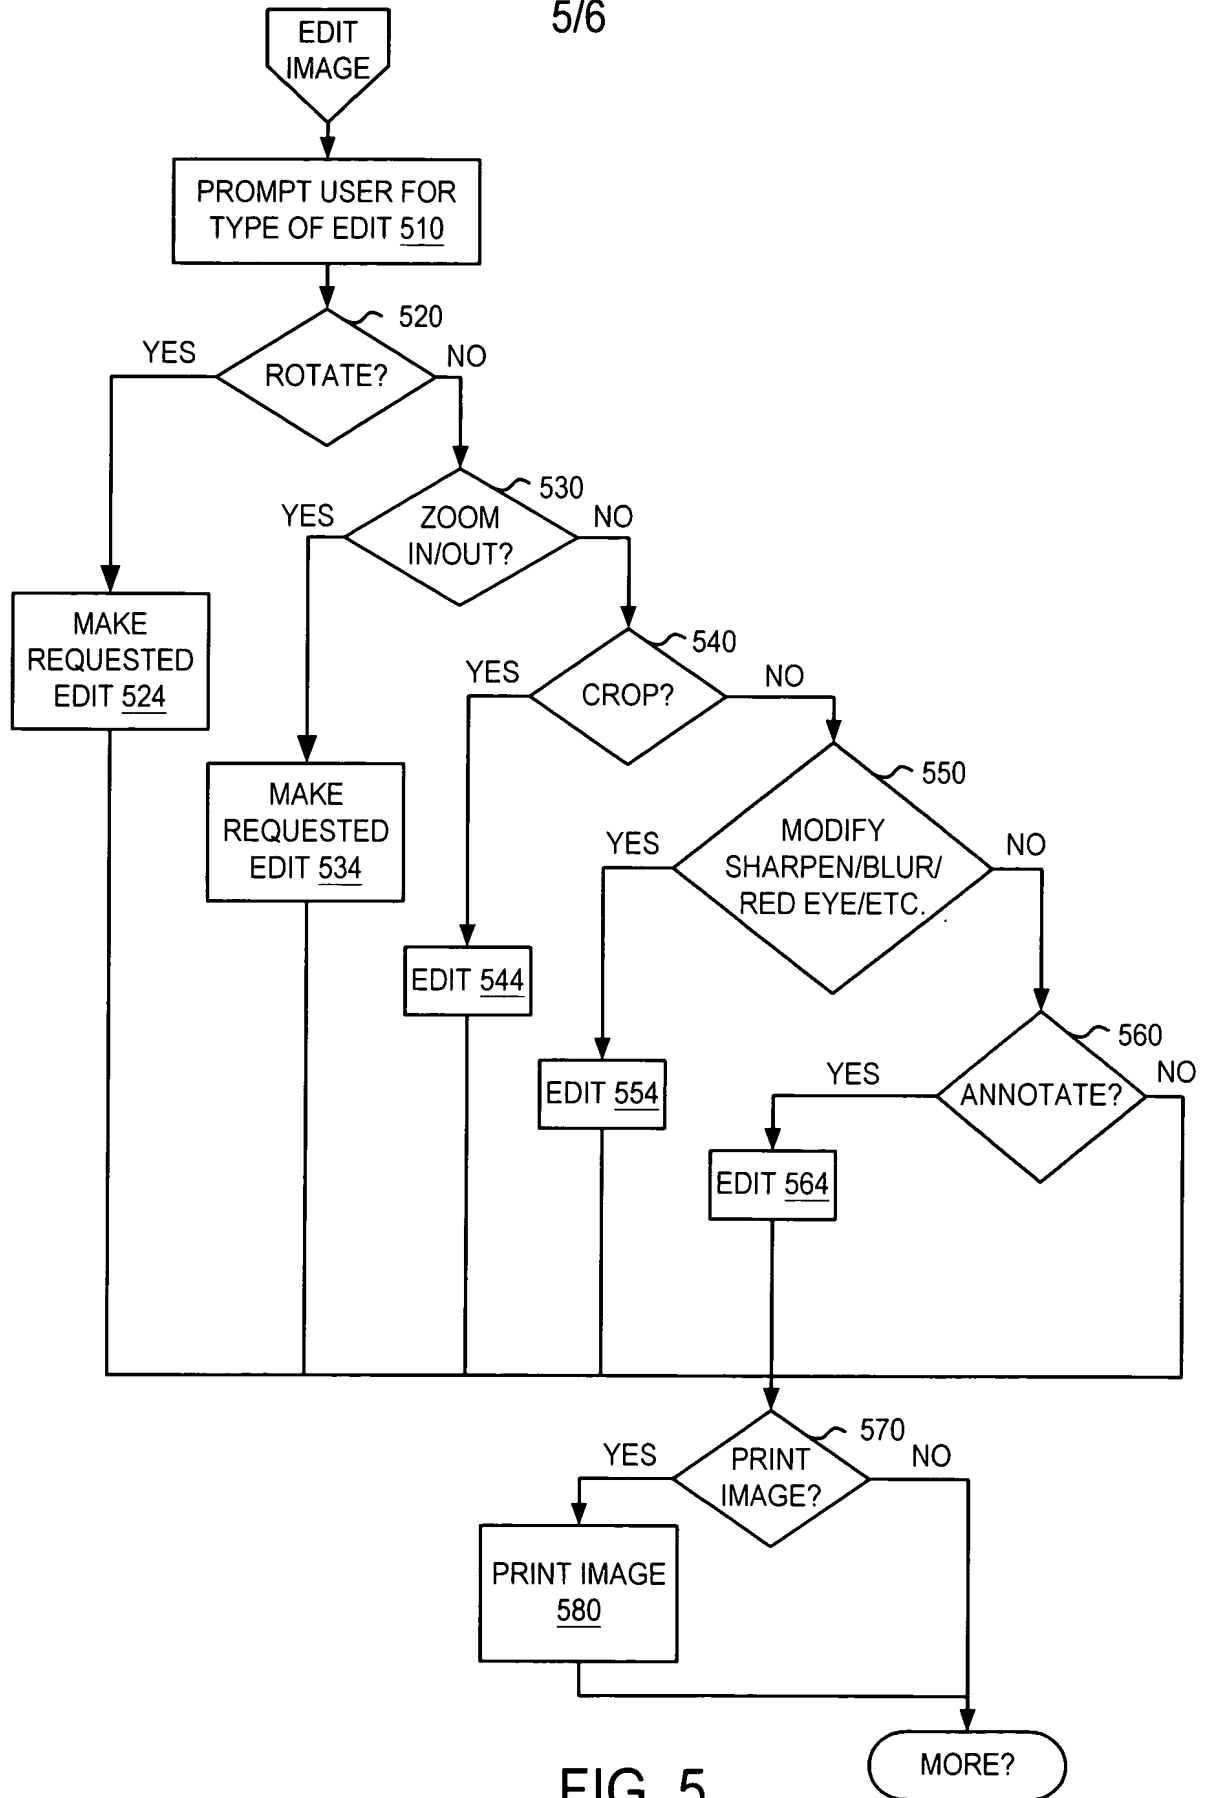 5/6
EDIT
IMAGE
PROMPT USER FOR
TYPE OF EDIT 510
520
YES
NO
ROTATE?
530
YES
NO
ZOOM
IN/OUT?
MAKE
REQUESTED
EDIT 524
540
YES
NO
CROP?
550
MAKE
REQUESTED
EDIT 534
YES
NO
MODIFY
SHARPEN/BLUR/
RED EYE/ETC.
EDIT 544
560
YES
NO
ANNOTATE?
EDIT 554
EDIT 564
570
YES
NO
PRINT
IMAGE?
PRINT IMAGE
580
MORE?
FIG. 5